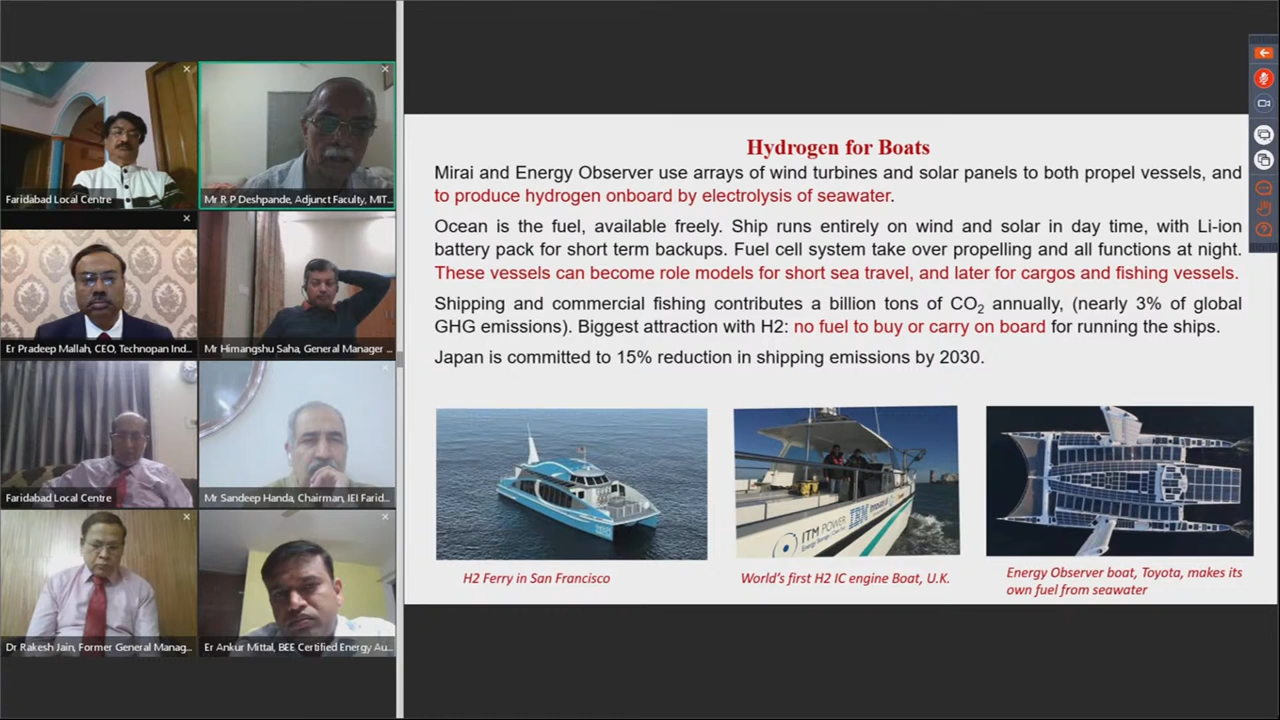 Faridabad Local Centre
Mr R P Deshpande, Adjunct Faculty, MIT...
Er Pradeep Mallah, CEO, Technopan Ind...
Mr Himangshu Saha, General Manager ...
Faridabad Local Centre
Mr Sandeep Handa, Chairman, IEI Farid...
Dr Rakesh Jain, Former General Manag...
Er Ankur Mittal, BEE Certified Energy Au...
Hydrogen for Boats
Mirai and Energy Observer use arrays of wind turbines and solar panels to both propel vessels, and
to produce hydrogen onboard by electrolysis of seawater.
Ocean is the fuel, available freely. Ship runs entirely on wind and solar in day time, with Li-ion
battery pack for short term backups. Fuel cell system take over propelling and all functions at night.
These vessels can become role models for short sea travel, and later for cargos and fishing vessels.
Shipping and commercial fishing contributes a billion tons of CO₂ annually, (nearly 3% of global
GHG emissions). Biggest attraction with H2: no fuel to buy or carry on board for running the ships.
Japan is committed to 15% reduction in shipping emissions by 2030.
ITM POWER
IBM
H2 Ferry in San Francisco
World's first H2 IC engine Boat, U.K.
Energy Observer boat, Toyota, makes its
own fuel from seawater